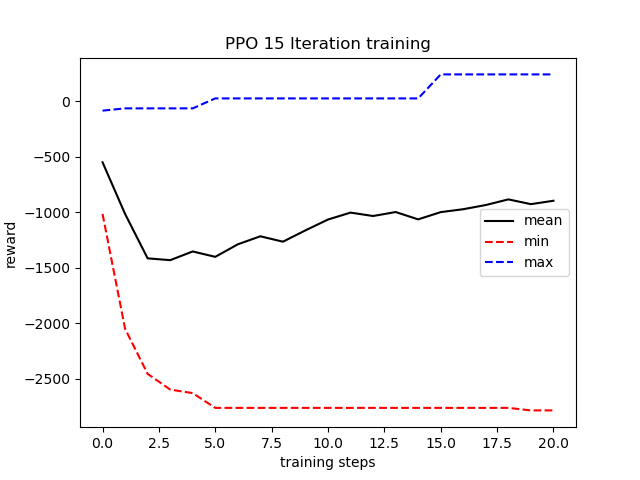 PPO 15 Iteration training
0
−500
−1000
−1500
−2000
−2500
reward
mean
min
max
0.0 2.5 5.0 7.5 10.0 12.5 15.0 17.5 20.0
training steps